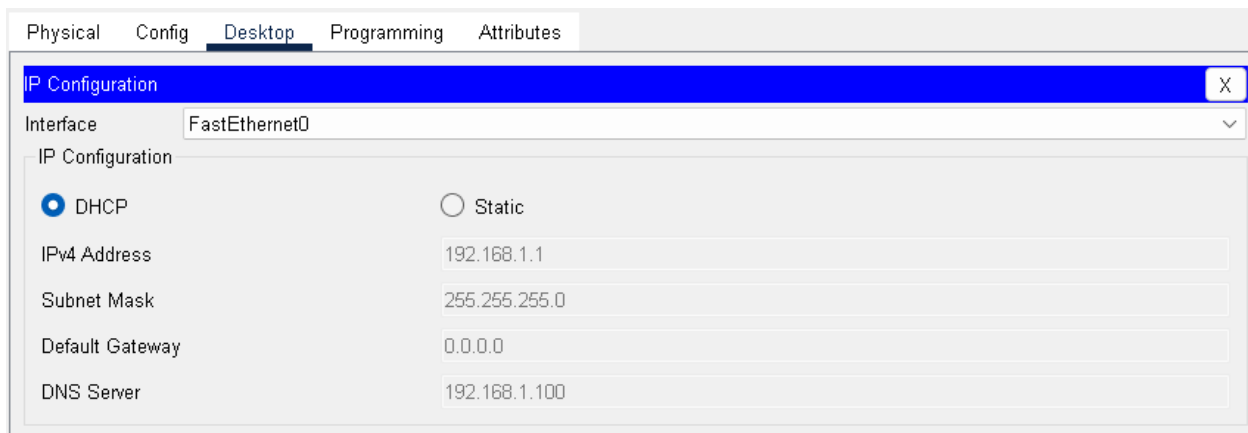 Physical Config Desktop Programming Attributes
IP Configuration X
Interface FastEthernet0
IP Configuration
DHCP Static
IPv4 Address 192.168.1.1
Subnet Mask 255.255.255.0
Default Gateway 0.0.0.0
DNS Server 192.168.1.100